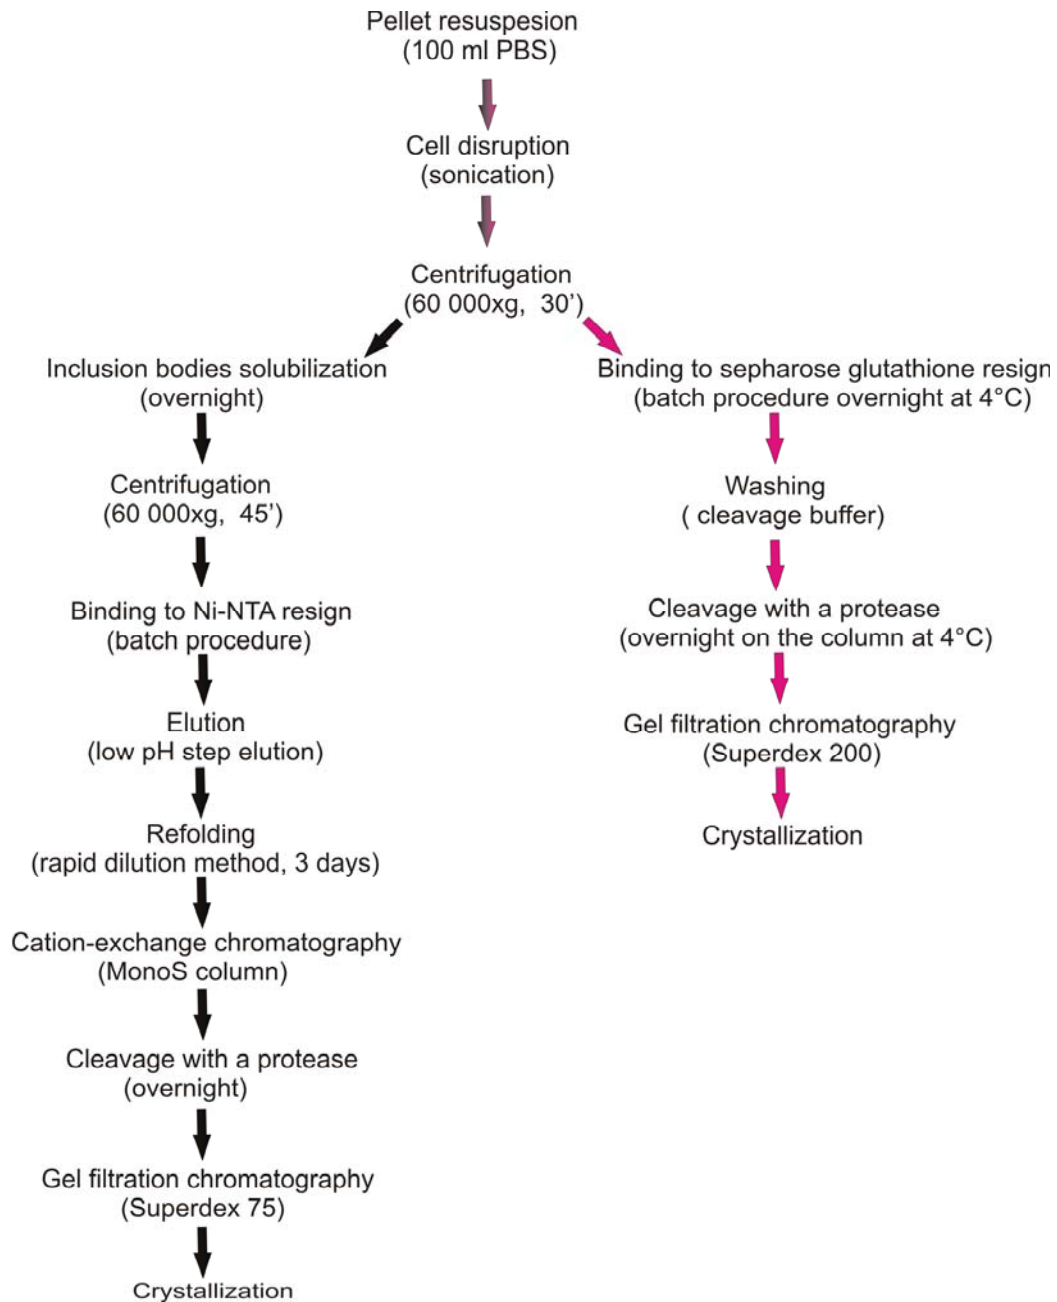 Pellet resuspesion
(100 ml PBS)
Cell disruption
(sonication)
Centrifugation
(60 000xg,  30')
Inclusion bodies solubilization
(overnight)
Centrifugation
(60 000xg,  45')
Binding to Ni-NTA resign
(batch procedure)
Elution
(low pH step elution)
Refolding
(rapid dilution method, 3 days)
Cation-exchange chromatography
(MonoS column)
Cleavage with a protease
(overnight)
Gel filtration chromatography
(Superdex 75)
Crystallization
Binding to sepharose glutathione resign
(batch procedure overnight at 4°C)
Washing
( cleavage buffer)
Cleavage with a protease
(overnight on the column at 4°C)
Gel filtration chromatography
(Superdex 200)
Crystallization